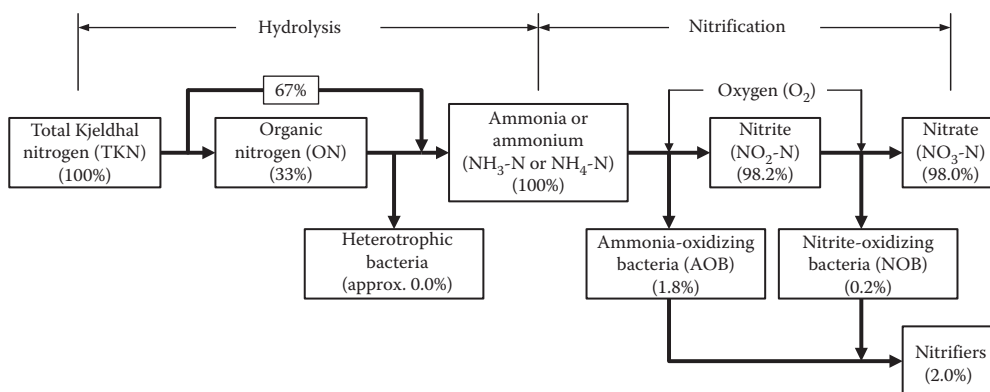 Hydrolysis
Nitrification
67%
Oxygen (O₂)
Total Kjeldhal
nitrogen (TKN)
(100%)
Organic
nitrogen (ON)
(33%)
Ammonia or
ammonium
(NH₃-N or NH₄-N)
(100%)
Nitrite
(NO₂-N)
(98.2%)
Nitrate
(NO₃-N)
(98.0%)
Heterotrophic
bacteria
(approx. 0.0%)
Ammonia-oxidizing
bacteria (AOB)
(1.8%)
Nitrite-oxidizing
bacteria (NOB)
(0.2%)
Nitrifiers
(2.0%)